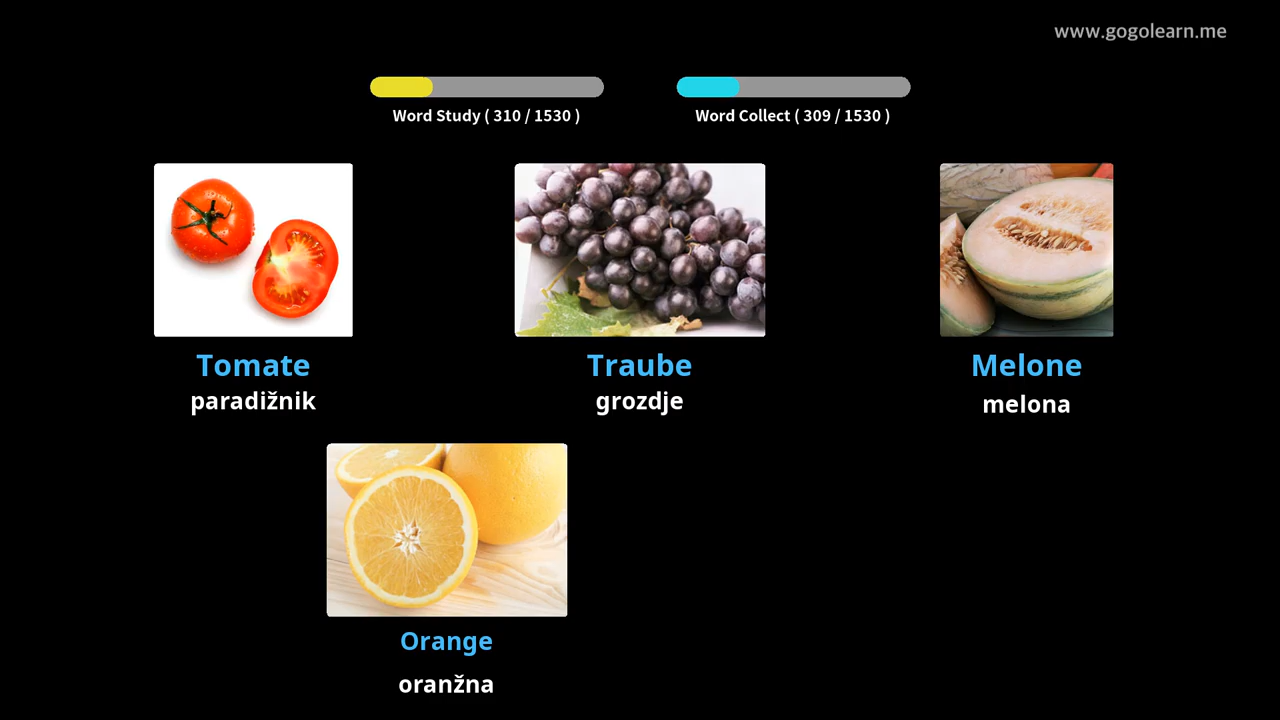 www.gogolearn.me
Word Study ( 310 / 1530 )
Word Collect ( 309 / 1530 )
Tomate
paradižnik
Traube
grozdje
Melone
melona
Orange
oranžna